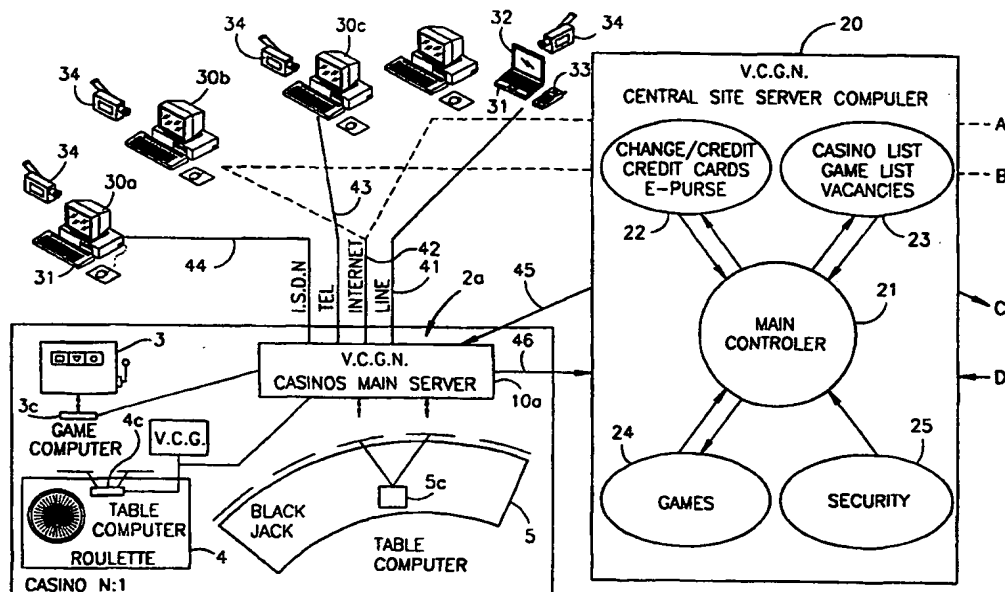 34
30c
32
34
20
34
30b
33
31
V.C.G.N.
CENTRAL SITE SERVER COMPULER
A
34
30a
CHANGE/CREDIT
CREDIT CARDS
E-PURSE
CASINO LIST
GAME LIST
VACANCIES
B
43
22
23
31
44
42
41
45
I.S.D.N
TEL
INTERNET
LINE
2a
21
MAIN
CONTROLER
C
3
V.C.G.N.
CASINOS MAIN SERVER
46
D
10a
3c
GAME
COMPUTER
4c
V.C.G.
24
25
TABLE
COMPUTER
ROULETTE
4
BLACK
JACK
5c
5
TABLE
COMPUTER
GAMES
SECURITY
CASINO N:1